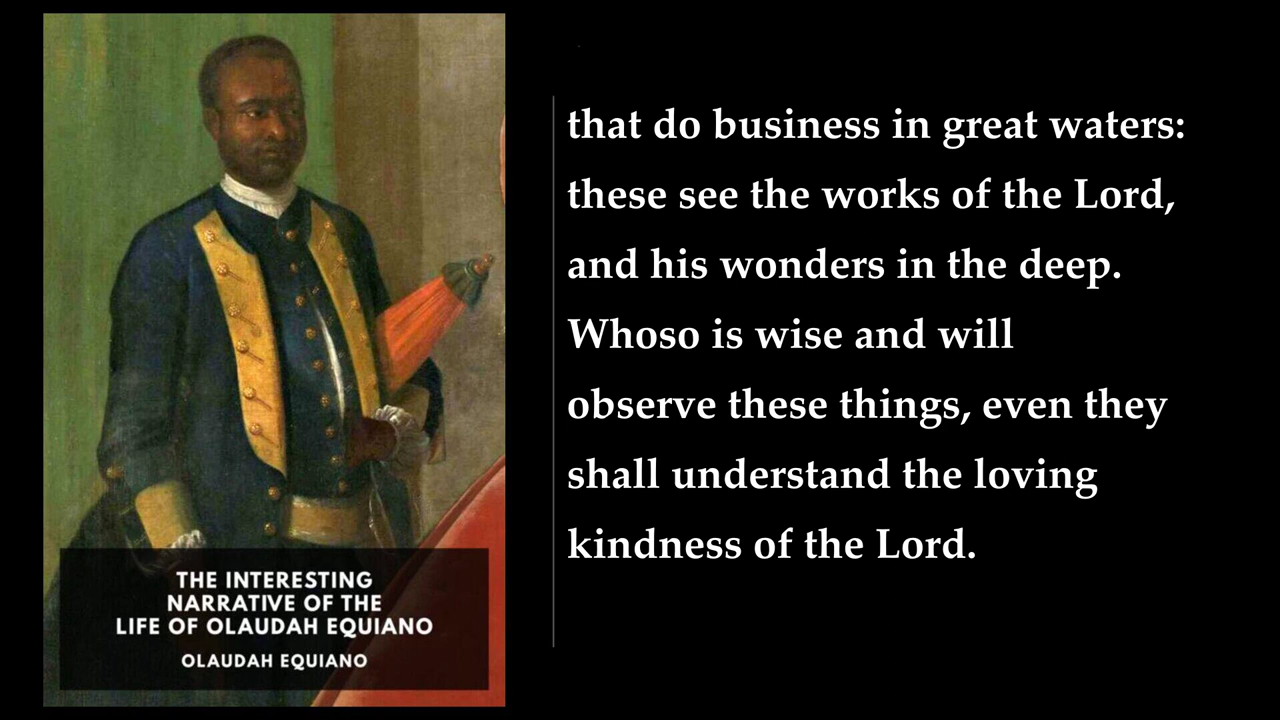 THE INTERESTING
NARRATIVE OF THE
LIFE OF OLAUDAH EQUIANO
OLAUDAH EQUIANO
that do business in great waters:
these see the works of the Lord,
and his wonders in the deep.
Whoso is wise and will
observe these things, even they
shall understand the loving
kindness of the Lord.